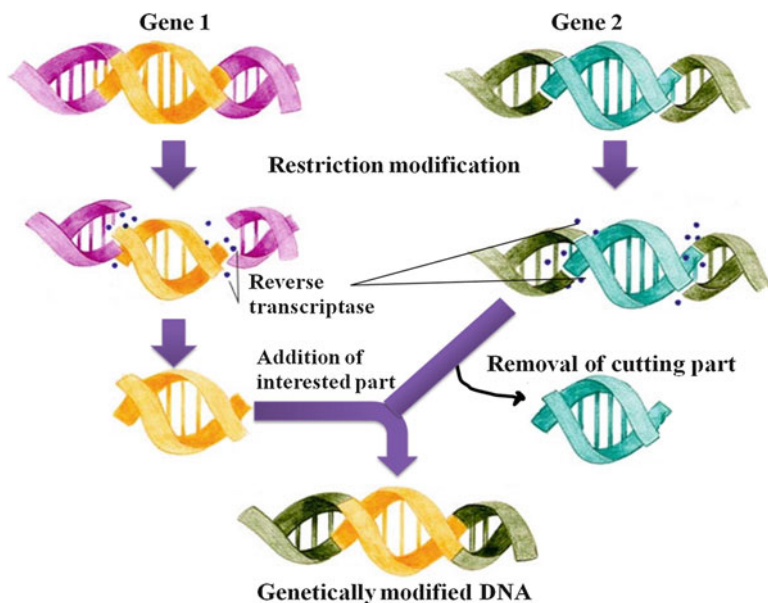 Gene 1
Gene 2
Restriction modification
Reverse
transcriptase
Addition of
interested part
Removal of cutting part
Genetically modified DNA